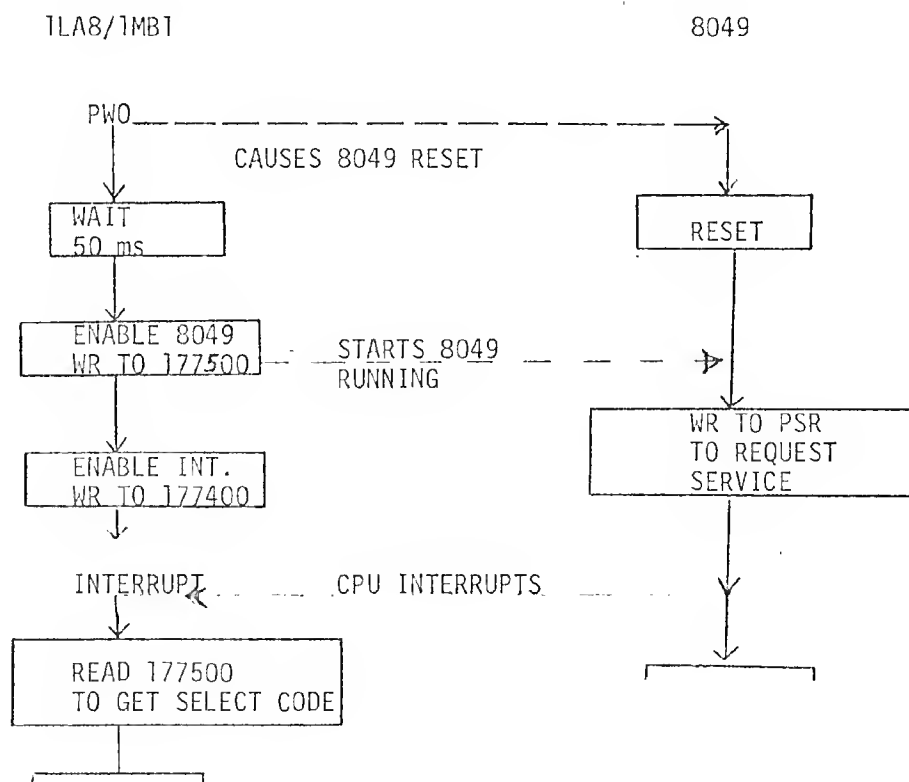 1LA8/1MB1
8049
PWO
CAUSES 8049 RESET
WAIT
50 ms
RESET
ENABLE 8049
WR TO 177500
STARTS 8049
RUNNING
WR TO PSR
TO REQUEST
SERVICE
ENABLE INT.
WR TO 177400
INTERRUPT
CPU INTERRUPTS
READ 177500
TO GET SELECT CODE